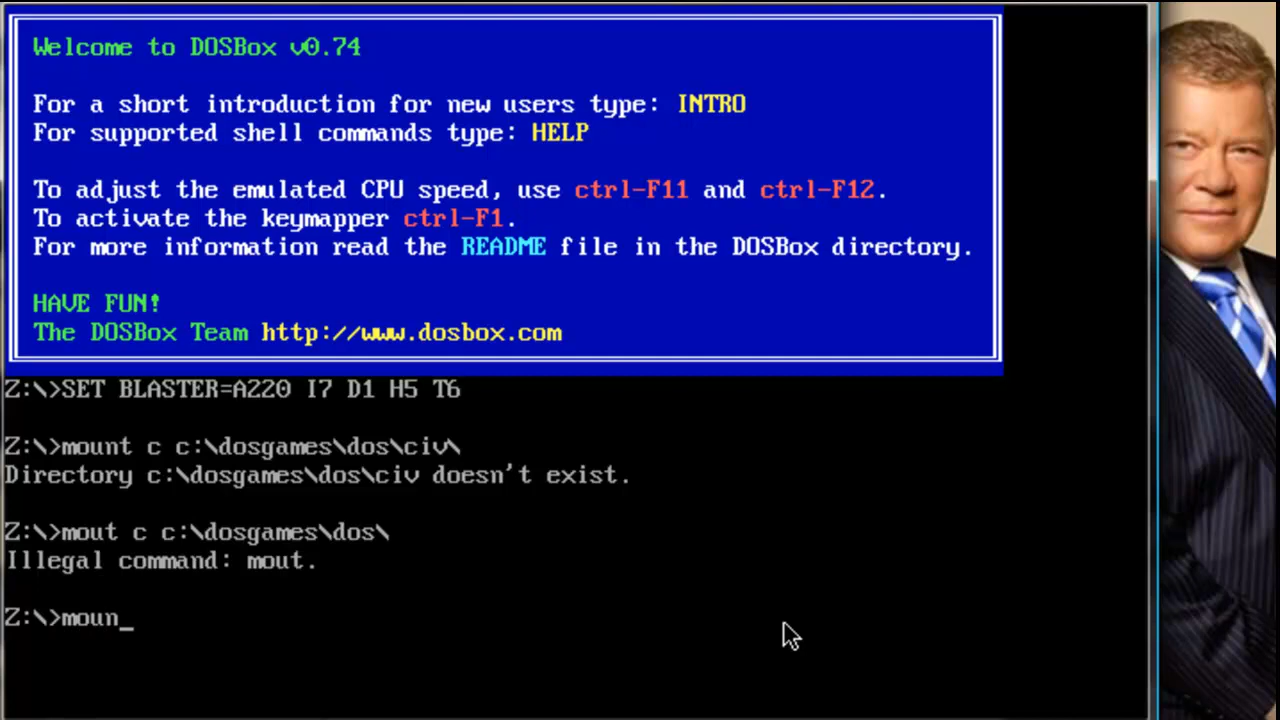 Welcome to DOSBox v0.74
For a short introduction for new users type: INTRO
For supported shell commands type: HELP
To adjust the emulated CPU speed, use ctrl-F11 and ctrl-F12.
To activate the keymapper ctrl-F1.
For more information read the README file in the DOSBox directory.
HAVE FUN!
The DOSBox Team http://www.dosbox.com
Z:\>SET BLASTER=A220 I7 D1 H5 T6
Z:\>mount c c:\dosgames\dos\civ\
Directory c:\dosgames\dos\civ doesn't exist.
Z:\>mout c c:\dosgames\dos\
Illegal command: mout.
Z:\>moun_